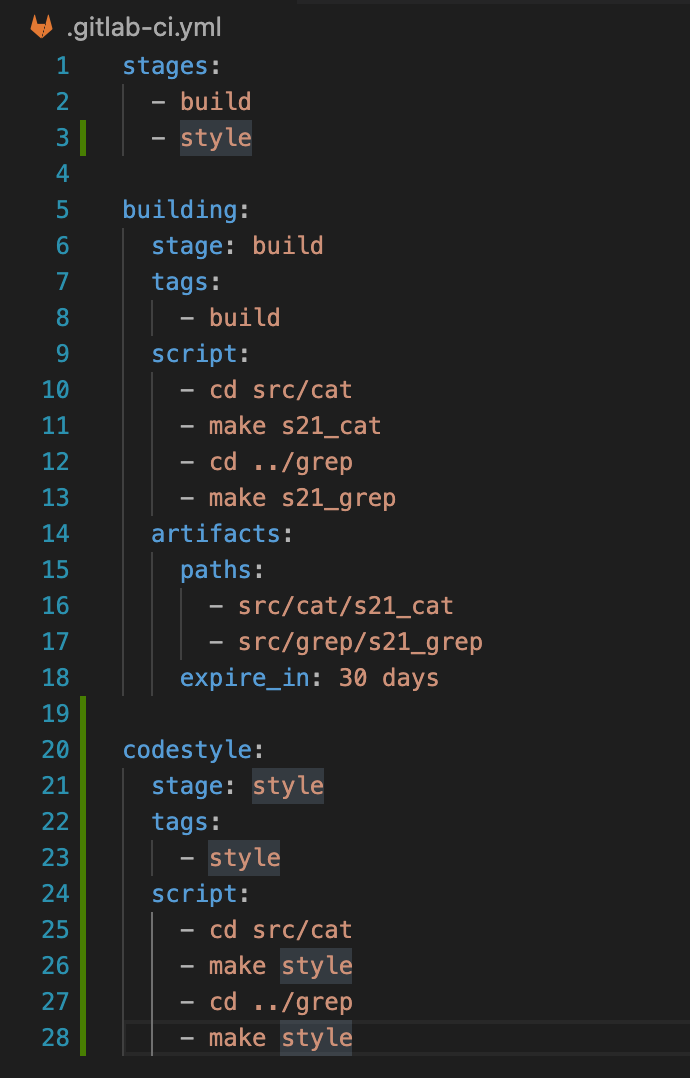 .gitlab-ci.yml
1 stages:
2   - build
3   - style
4
5 building:
6   stage: build
7   tags:
8     - build
9   script:
10     - cd src/cat
11     - make s21_cat
12     - cd ../grep
13     - make s21_grep
14   artifacts:
15     paths:
16       - src/cat/s21_cat
17       - src/grep/s21_grep
18     expire_in: 30 days
19
20 codestyle:
21   stage: style
22   tags:
23     - style
24   script:
25     - cd src/cat
26     - make style
27     - cd ../grep
28     - make style